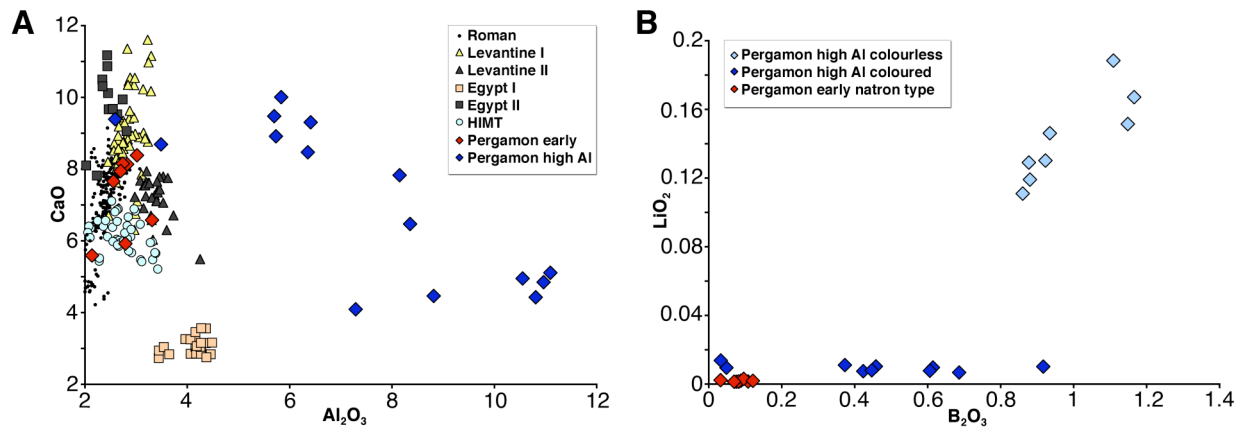 A
12
10
8
6
4
2
CaO
2
4
6
8
10
12
Al₂O₃
Roman
Levantine I
Levantine II
Egypt I
Egypt II
HIMT
Pergamon early
Pergamon high Al
B
0.2
0.16
0.12
0.08
0.04
0
LiO₂
0
0.2
0.4
0.6
0.8
1
1.2
1.4
B₂O₃
Pergamon high Al colourless
Pergamon high Al coloured
Pergamon early natron type